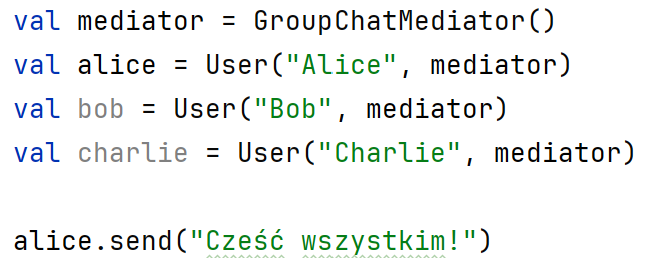 val mediator = GroupChatMediator()
val alice = User("Alice", mediator)
val bob = User("Bob", mediator)
val charlie = User("Charlie", mediator)
alice.send("Cześć wszystkim!")